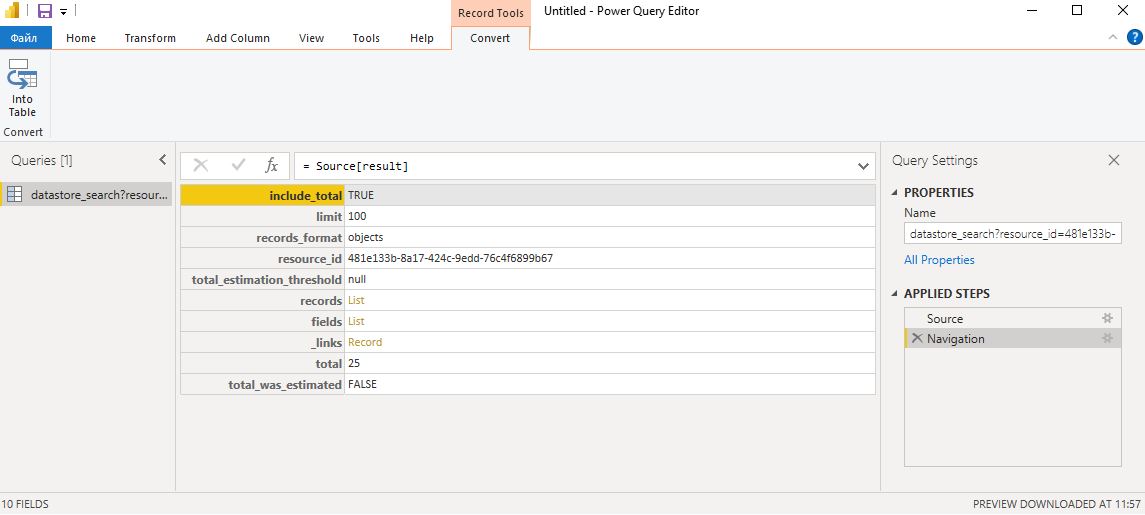 Record Tools
Untitled - Power Query Editor
Файл
Home
Transform
Add Column
View
Tools
Help
Convert
?
Into
Table
Convert
Queries [1]
fx
= Source[result]
Query Settings
datastore_search?resour...
include_total TRUE
limit 100
records_format objects
resource_id 481e133b-8a17-424c-9edd-76c4f6899b67
total_estimation_threshold null
records List
fields List
_links Record
total 25
total_was_estimated FALSE
PROPERTIES
Name
datastore_search?resource_id=481e133b-
All Properties
APPLIED STEPS
Source
Navigation
10 FIELDS
PREVIEW DOWNLOADED AT 11:57